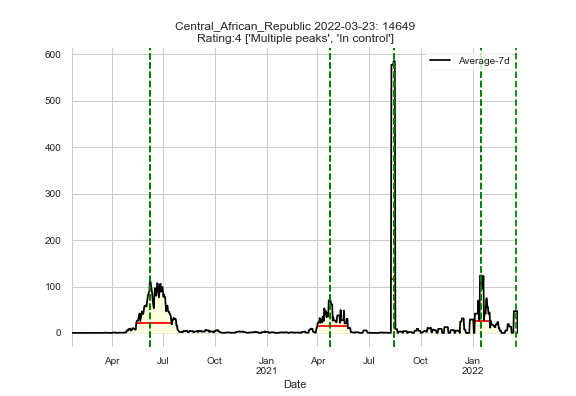 Central_African_Republic 2022-03-23: 14649
Rating:4 ['Multiple peaks', 'In control']
Average-7d
600
500
400
300
200
100
0
Apr
Jul
Oct
Jan
2021
Apr
Jul
Oct
Jan
2022
Date